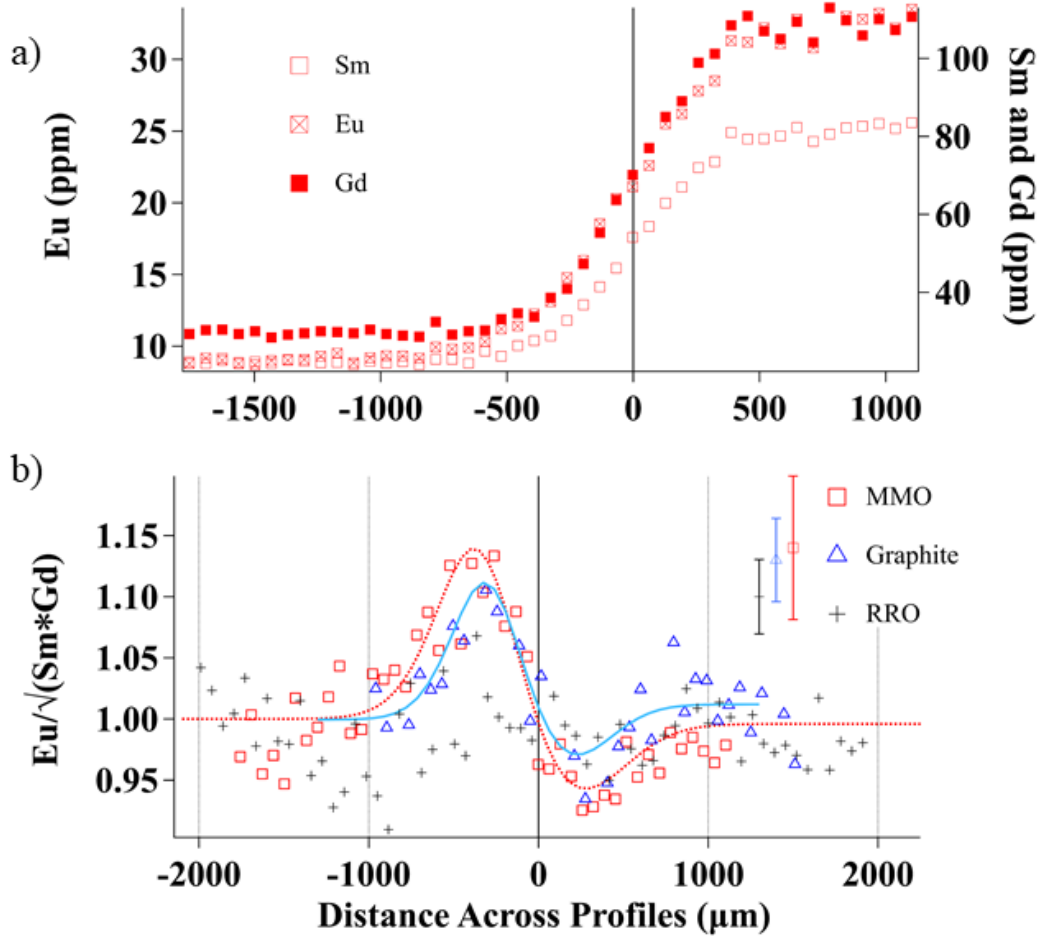 a)
Eu (ppm)
30
25
20
15
10
Sm
Eu
Gd
100
80
60
40
Sm and Gd (ppm)
-1500 -1000 -500 0 500 1000
b)
Eu/√(Sm*Gd)
1.15
1.10
1.05
1.00
0.95
MMO
Graphite
RRO
-2000 -1000 0 1000 2000
Distance Across Profiles (μm)